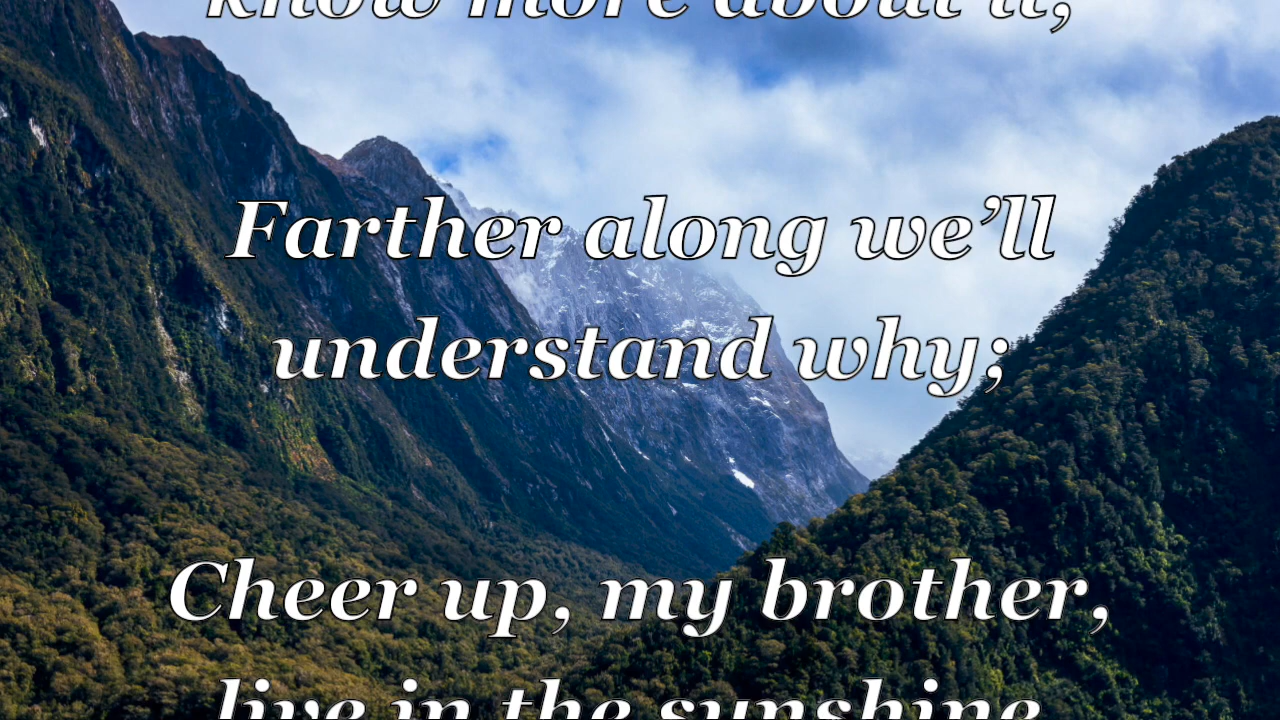 know more about it,
Farther along we’ll
understand why;
Cheer up, my brother,
live in the sunshine,